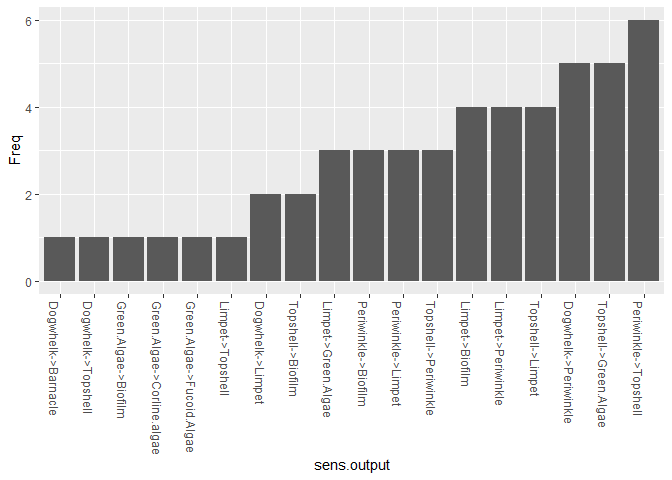 6
4
2
0
Freq
Dogwhelk->Barnacle
Dogwhelk->Topshell
Green.Algae->Biofilm
Green.Algae->Corline.algae
Green.Algae->Fucoid.Algae
Limpet->Topshell
Dogwhelk->Limpet
Topshell->Biofilm
Limpet->Green.Algae
Periwinkle->Biofilm
Periwinkle->Limpet
Topshell->Periwinkle
Limpet->Biofilm
Limpet->Periwinkle
Topshell->Limpet
Dogwhelk->Periwinkle
Topshell->Green.Algae
Periwinkle->Topshell
sens.output